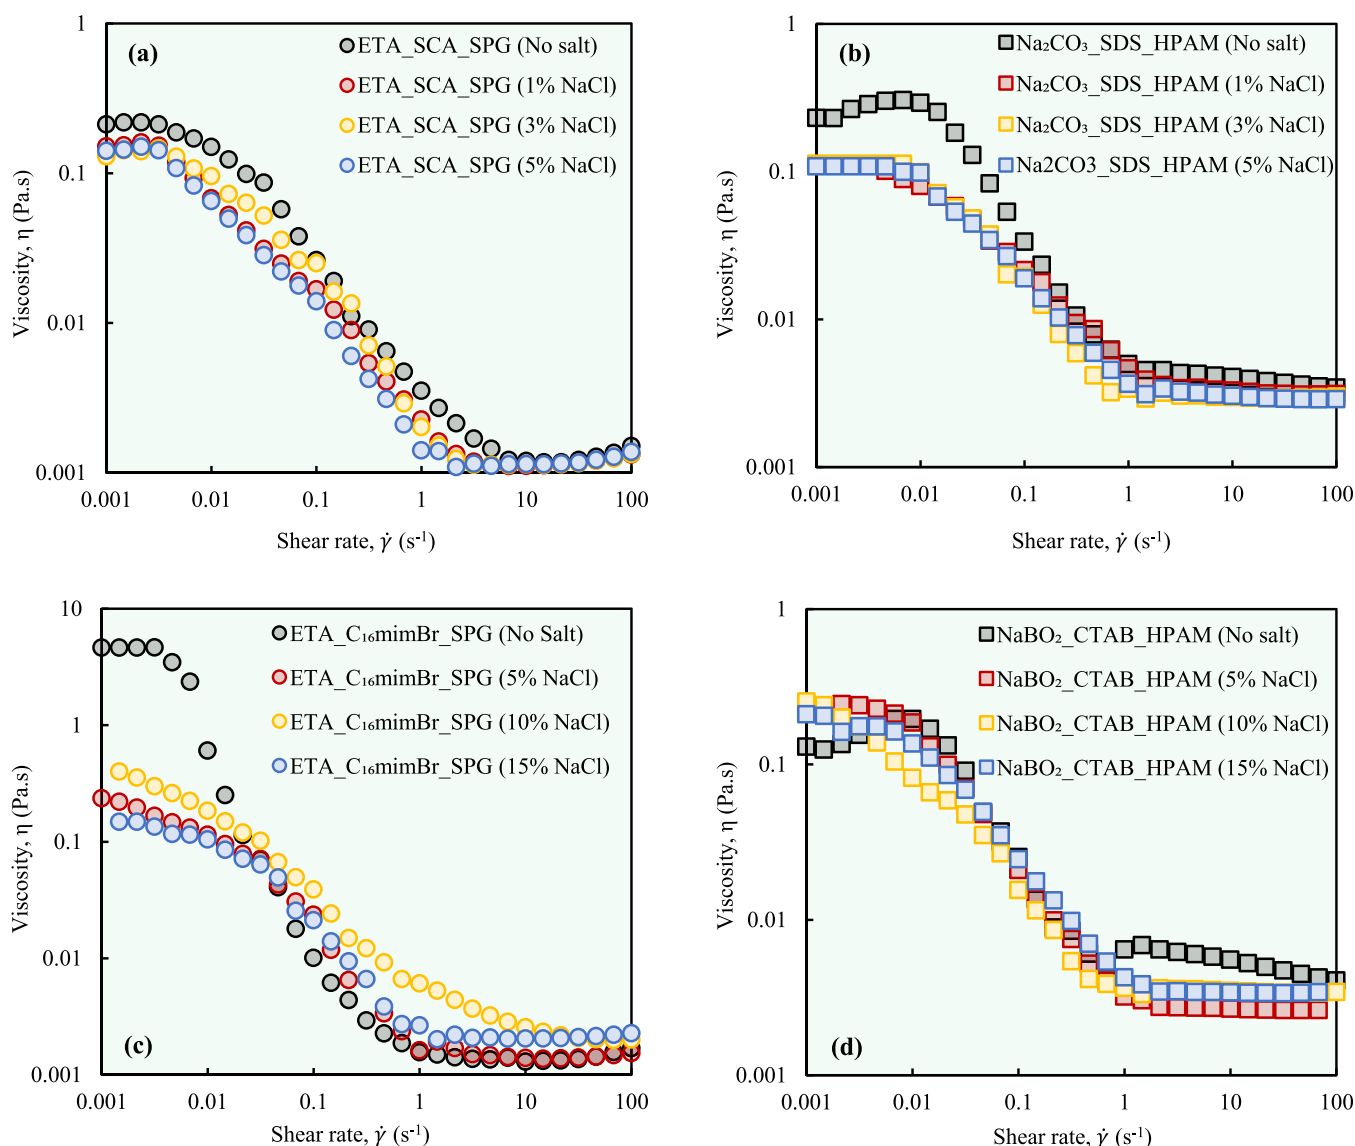 (a)
ETA_SCA_SPG (No salt)
ETA_SCA_SPG (1% NaCl)
ETA_SCA_SPG (3% NaCl)
ETA_SCA_SPG (5% NaCl)
Viscosity, η (Pa.s)
1
0.1
0.01
0.001
0.001 0.01 0.1 1 10 100
Shear rate, γ̇ (s⁻¹)
(b)
Na₂CO₃_SDS_HPAM (No salt)
Na₂CO₃_SDS_HPAM (1% NaCl)
Na₂CO₃_SDS_HPAM (3% NaCl)
Na2CO3_SDS_HPAM (5% NaCl)
Viscosity, η (Pa.s)
1
0.1
0.01
0.001
0.001 0.01 0.1 1 10 100
Shear rate, γ̇ (s⁻¹)
ETA_C₁₆mimBr_SPG (No Salt)
ETA_C₁₆mimBr_SPG (5% NaCl)
ETA_C₁₆mimBr_SPG (10% NaCl)
ETA_C₁₆mimBr_SPG (15% NaCl)
(c)
Viscosity, η (Pa.s)
10
1
0.1
0.01
0.001
0.001 0.01 0.1 1 10 100
Shear rate, γ̇ (s⁻¹)
NaBO₂_CTAB_HPAM (No salt)
NaBO₂_CTAB_HPAM (5% NaCl)
NaBO₂_CTAB_HPAM (10% NaCl)
NaBO₂_CTAB_HPAM (15% NaCl)
(d)
Viscosity, η (Pa.s)
1
0.1
0.01
0.001
0.001 0.01 0.1 1 10 100
Shear rate, γ̇ (s⁻¹)